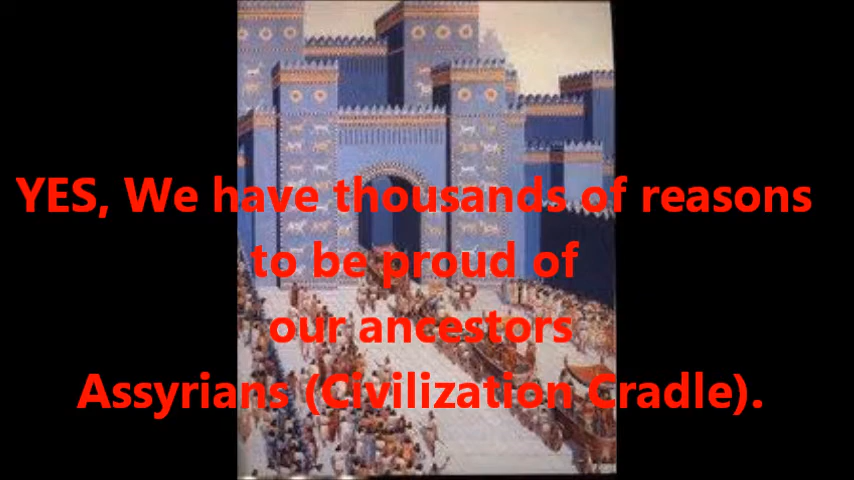 YES, We have thousands of reasons
to be proud of
our ancestors
Assyrians (Civilization Cradle).